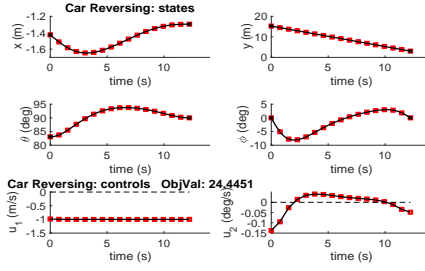 Car Reversing: states
-1.2
-1.4
-1.6
x (m)
0 5 10
time (s)
20
10
0
y (m)
0 5 10
time (s)
95
90
85
80
θ (deg)
0 5 10
time (s)
5
0
-5
-10
ϕ (deg)
0 5 10
time (s)
Car Reversing: controls ObjVal: 24.4451
0
-0.5
-1
-1.5
u1 (m/s)
0 5 10
time (s)
0
-0.05
-0.1
-0.15
u2 (deg/s)
0 5 10
time (s)